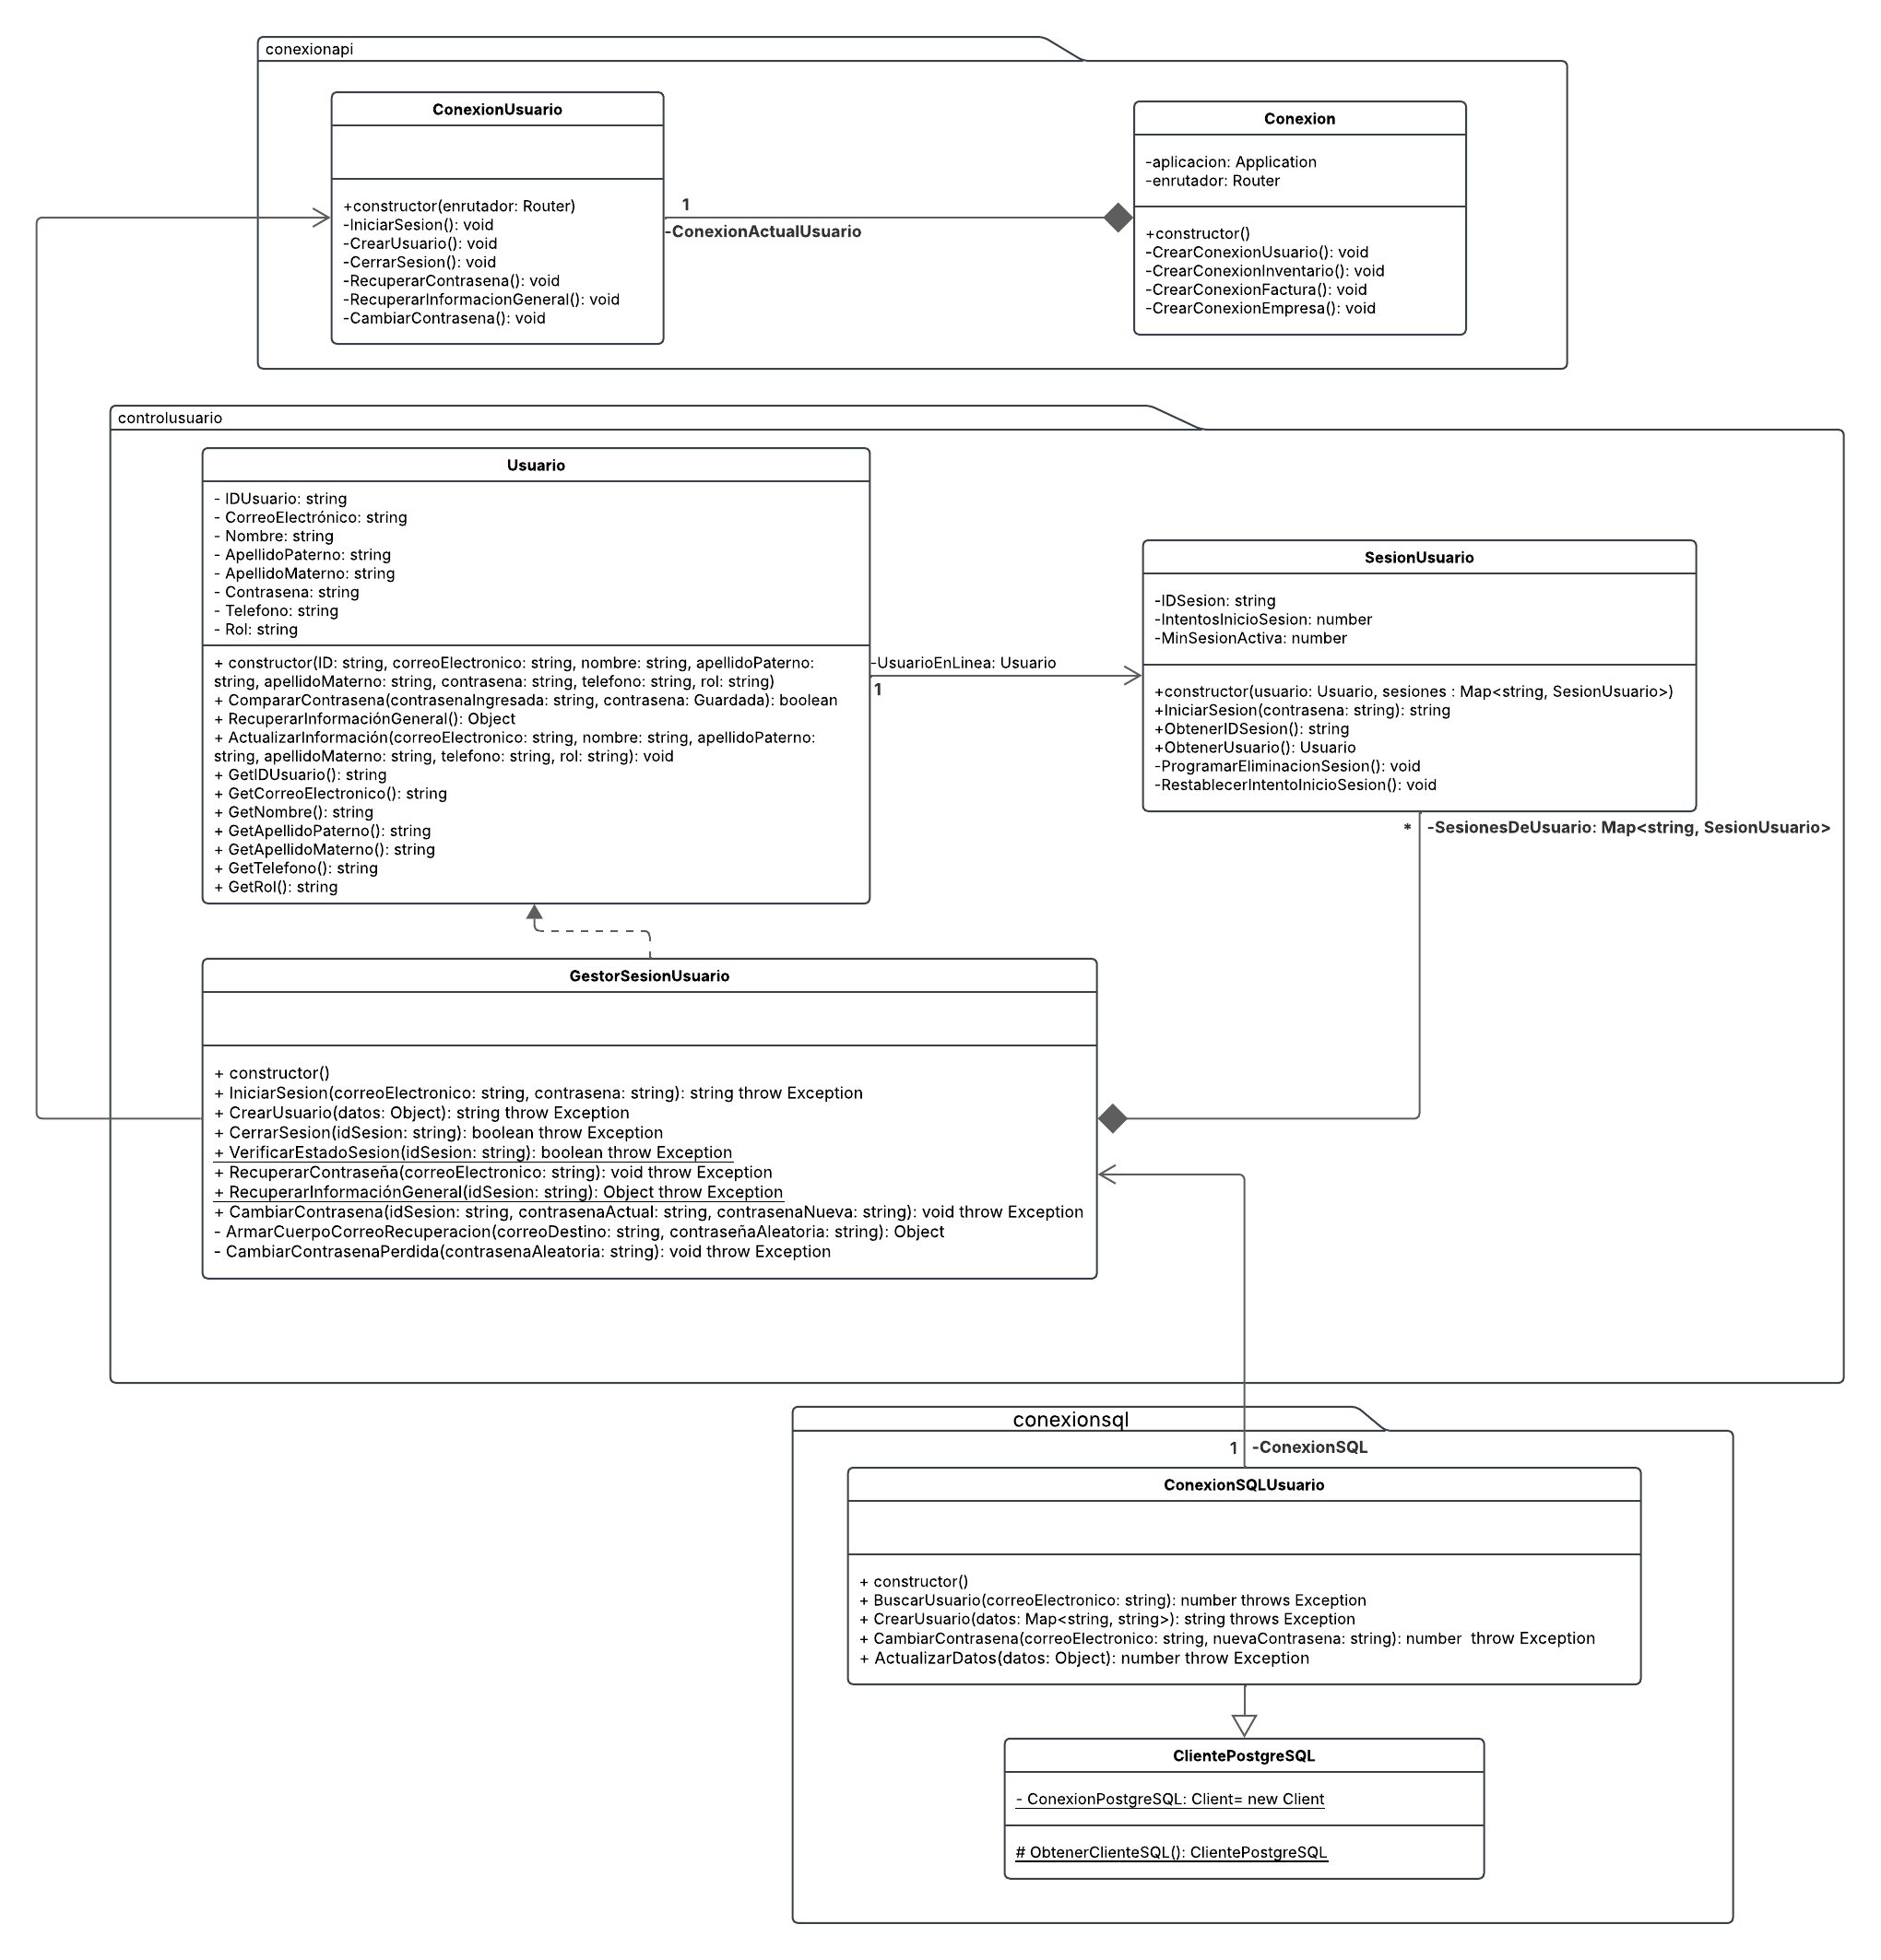 conexionapi
ConexionUsuario
+constructor(enrutador: Router)
-IniciarSesion(): void
-CrearUsuario(): void
-CerrarSesion(): void
-RecuperarContrasena(): void
-RecuperarInformacionGeneral(): void
-CambiarContrasena(): void
1
-ConexionActualUsuario
Conexion
-aplicacion: Application
-enrutador: Router
+constructor()
-CrearConexionUsuario(): void
-CrearConexionInventario(): void
-CrearConexionFactura(): void
-CrearConexionEmpresa(): void
controlusuario
Usuario
- IDUsuario: string
- CorreoElectrónico: string
- Nombre: string
- ApellidoPaterno: string
- ApellidoMaterno: string
- Contrasena: string
- Telefono: string
- Rol: string
+ constructor(ID: string, correoElectronico: string, nombre: string, apellidoPaterno:
string, apellidoMaterno: string, contrasena: string, telefono: string, rol: string)
+ CompararContrasena(contrasenaIngresada: string, contrasena: Guardada): boolean
+ RecuperarInformaciónGeneral(): Object
+ ActualizarInformación(correoElectronico: string, nombre: string, apellidoPaterno:
string, apellidoMaterno: string, telefono: string, rol: string): void
+ GetIDUsuario(): string
+ GetCorreoElectronico(): string
+ GetNombre(): string
+ GetApellidoPaterno(): string
+ GetApellidoMaterno(): string
+ GetTelefono(): string
+ GetRol(): string
-UsuarioEnLinea: Usuario
1
SesionUsuario
-IDSesion: string
-IntentosInicioSesion: number
-MinSesionActiva: number
+constructor(usuario: Usuario, sesiones : Map<string, SesionUsuario>)
+IniciarSesion(contrasena: string): string
+ObtenerIDSesion(): string
+ObtenerUsuario(): Usuario
-ProgramarEliminacionSesion(): void
-RestablecerIntentoInicioSesion(): void
* -SesionesDeUsuario: Map<string, SesionUsuario>
GestorSesionUsuario
+ constructor()
+ IniciarSesion(correoElectronico: string, contrasena: string): string throw Exception
+ CrearUsuario(datos: Object): string throw Exception
+ CerrarSesion(idSesion: string): boolean throw Exception
+ VerificarEstadoSesion(idSesion: string): boolean throw Exception
+ RecuperarContraseña(correoElectronico: string): void throw Exception
+ RecuperarInformaciónGeneral(idSesion: string): Object throw Exception
+ CambiarContrasena(idSesion: string, contrasenaActual: string, contrasenaNueva: string): void throw Exception
- ArmarCuerpoCorreoRecuperacion(correoDestino: string, contraseñaAleatoria: string): Object
- CambiarContrasenaPerdida(contrasenaAleatoria: string): void throw Exception
conexionsql
1 -ConexionSQL
ConexionSQLUsuario
+ constructor()
+ BuscarUsuario(correoElectronico: string): number throws Exception
+ CrearUsuario(datos: Map<string, string>): string throws Exception
+ CambiarContrasena(correoElectronico: string, nuevaContrasena: string): number  throw Exception
+ ActualizarDatos(datos: Object): number throw Exception
ClientePostgreSQL
- ConexionPostgreSQL: Client= new Client
# ObtenerClienteSQL(): ClientePostgreSQL